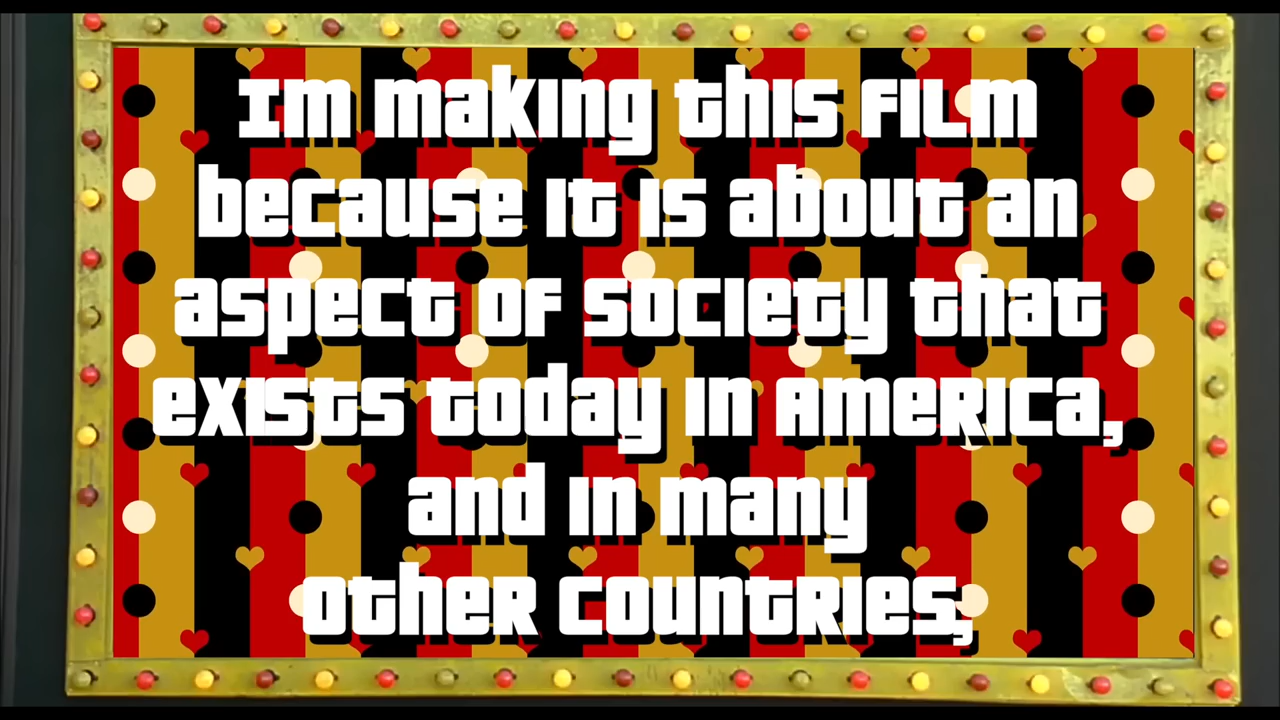 Im making this film
because it is about an
aspect of society that
exists today in America,
and in many
other countries,